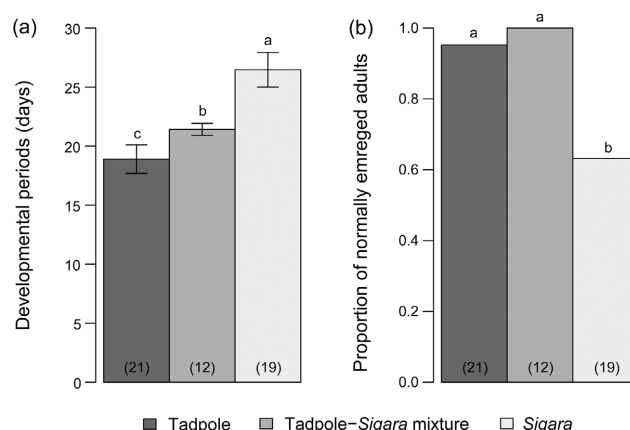 (a)
(b)
Developmental periods (days)
30
25
20
15
10
5
0
c
b
a
(21)
(12)
(19)
Proportion of normally emreged adults
1.0
0.8
0.6
0.4
0.2
0.0
a
a
b
(21)
(12)
(19)
Tadpole
Tadpole−Sigara mixture
Sigara